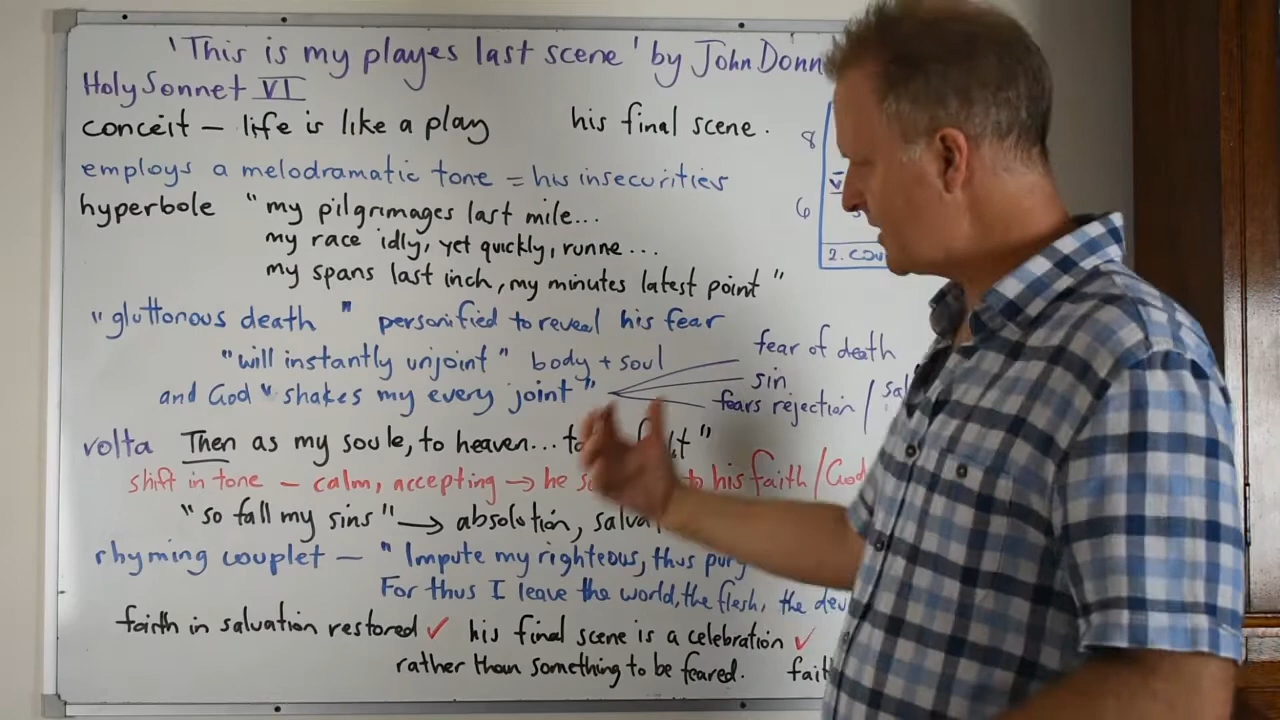 'This is my playes last scene' by John Donn
Holy Sonnet VI
conceit - life is like a play his final scene.
8
employs a melodramatic tone = his insecurities
hyperbole "my pilgrimages last mile...
6
my race idly, yet quickly, runne...
2. COU
my spans last inch, my minutes latest point"
"gluttonous death" personified to reveal his fear
"will instantly unjoint" body + soul
fear of death
sin
and God "shakes my every joint"
fears rejection /
volta Then as my soule, to heaven...
shift in tone - calm, accepting → he to his faith/God
"so fall my sins" → absolution,
rhyming couplet - "Impute my righteous, thus purg
For thus I leave the world, the flesh, the dev
faith in salvation restored ✓ his final scene is a celebration ✓
rather than something to be feared. fait